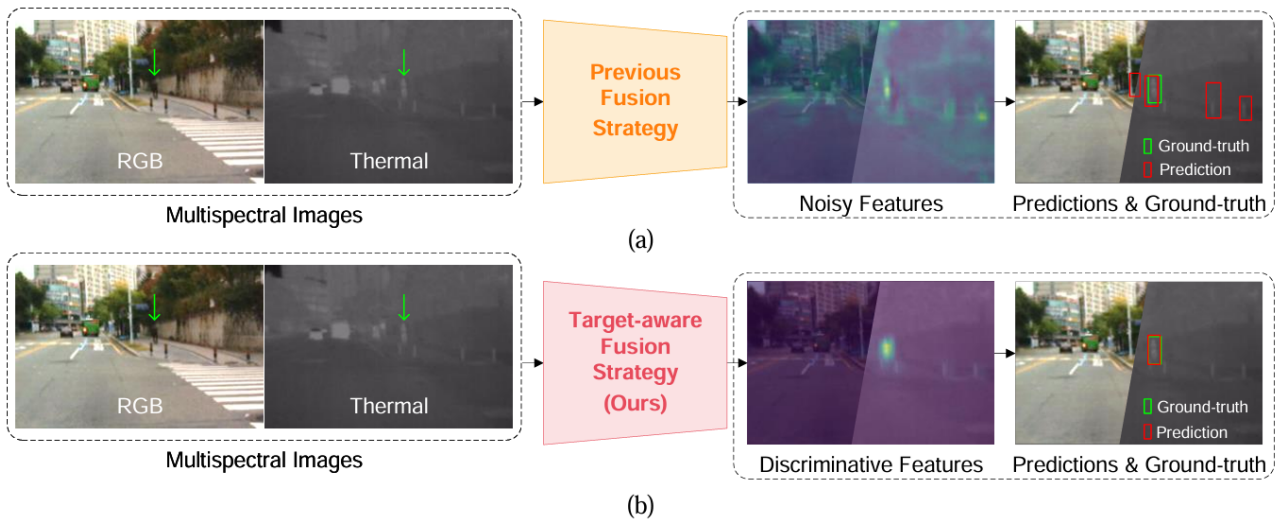 RGB
Thermal
Multispectral Images
Previous
Fusion
Strategy
Noisy Features
Ground-truth
Prediction
Predictions & Ground-truth
(a)
RGB
Thermal
Multispectral Images
Target-aware
Fusion
Strategy
(Ours)
Discriminative Features
Ground-truth
Prediction
Predictions & Ground-truth
(b)